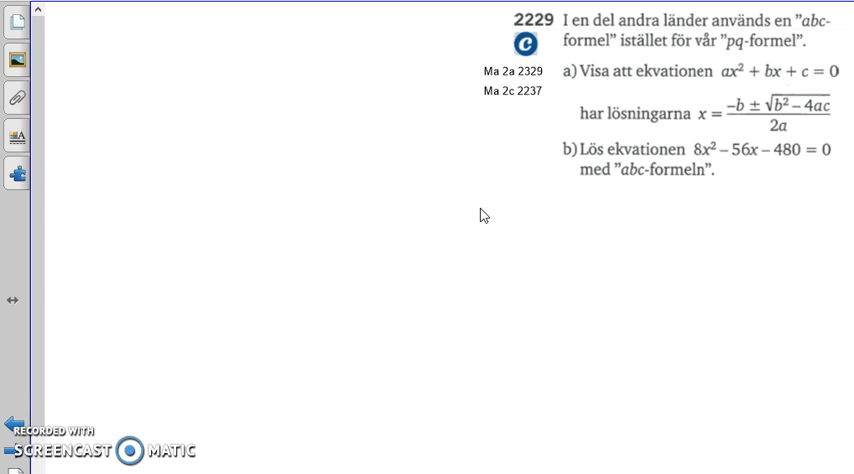 2229 I en del andra länder används en ”abc-
formel” istället för vår ”pq-formel”.
C
Ma 2a 2329
a) Visa att ekvationen ax² + bx + c = 0
Ma 2c 2237
har lösningarna x = (–b ± √(b² – 4ac)) / 2a
b) Lös ekvationen 8x² – 56x – 480 = 0
med ”abc-formeln”.
RECORDED WITH
SCREENCAST MATIC